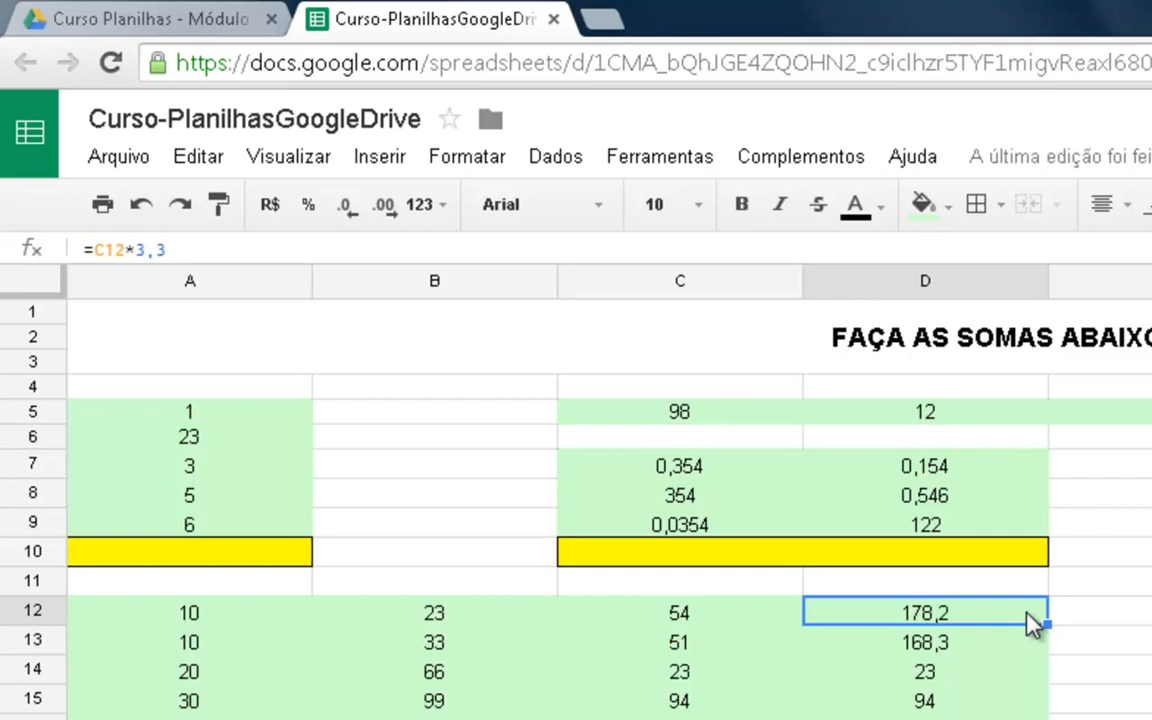 Curso Planilhas - Módulo
Curso-PlanilhasGoogleDri
https://docs.google.com/spreadsheets/d/1CMA_bQhJGE4ZQOHN2_c9iclhzr5TYF1migvReaxl680
Curso-PlanilhasGoogleDrive
Arquivo Editar Visualizar Inserir Formatar Dados Ferramentas Complementos Ajuda A última edição foi fei
R$ % .0 .00 123 Arial 10 B I S A
fx =C12*3,3
A B C D
1
2 FAÇA AS SOMAS ABAIXO
3
4
5 1 98 12
6 23
7 3 0,354 0,154
8 5 354 0,546
9 6 0,0354 122
10
11
12 10 23 54 178,2
13 10 33 51 168,3
14 20 66 23 23
15 30 99 94 94